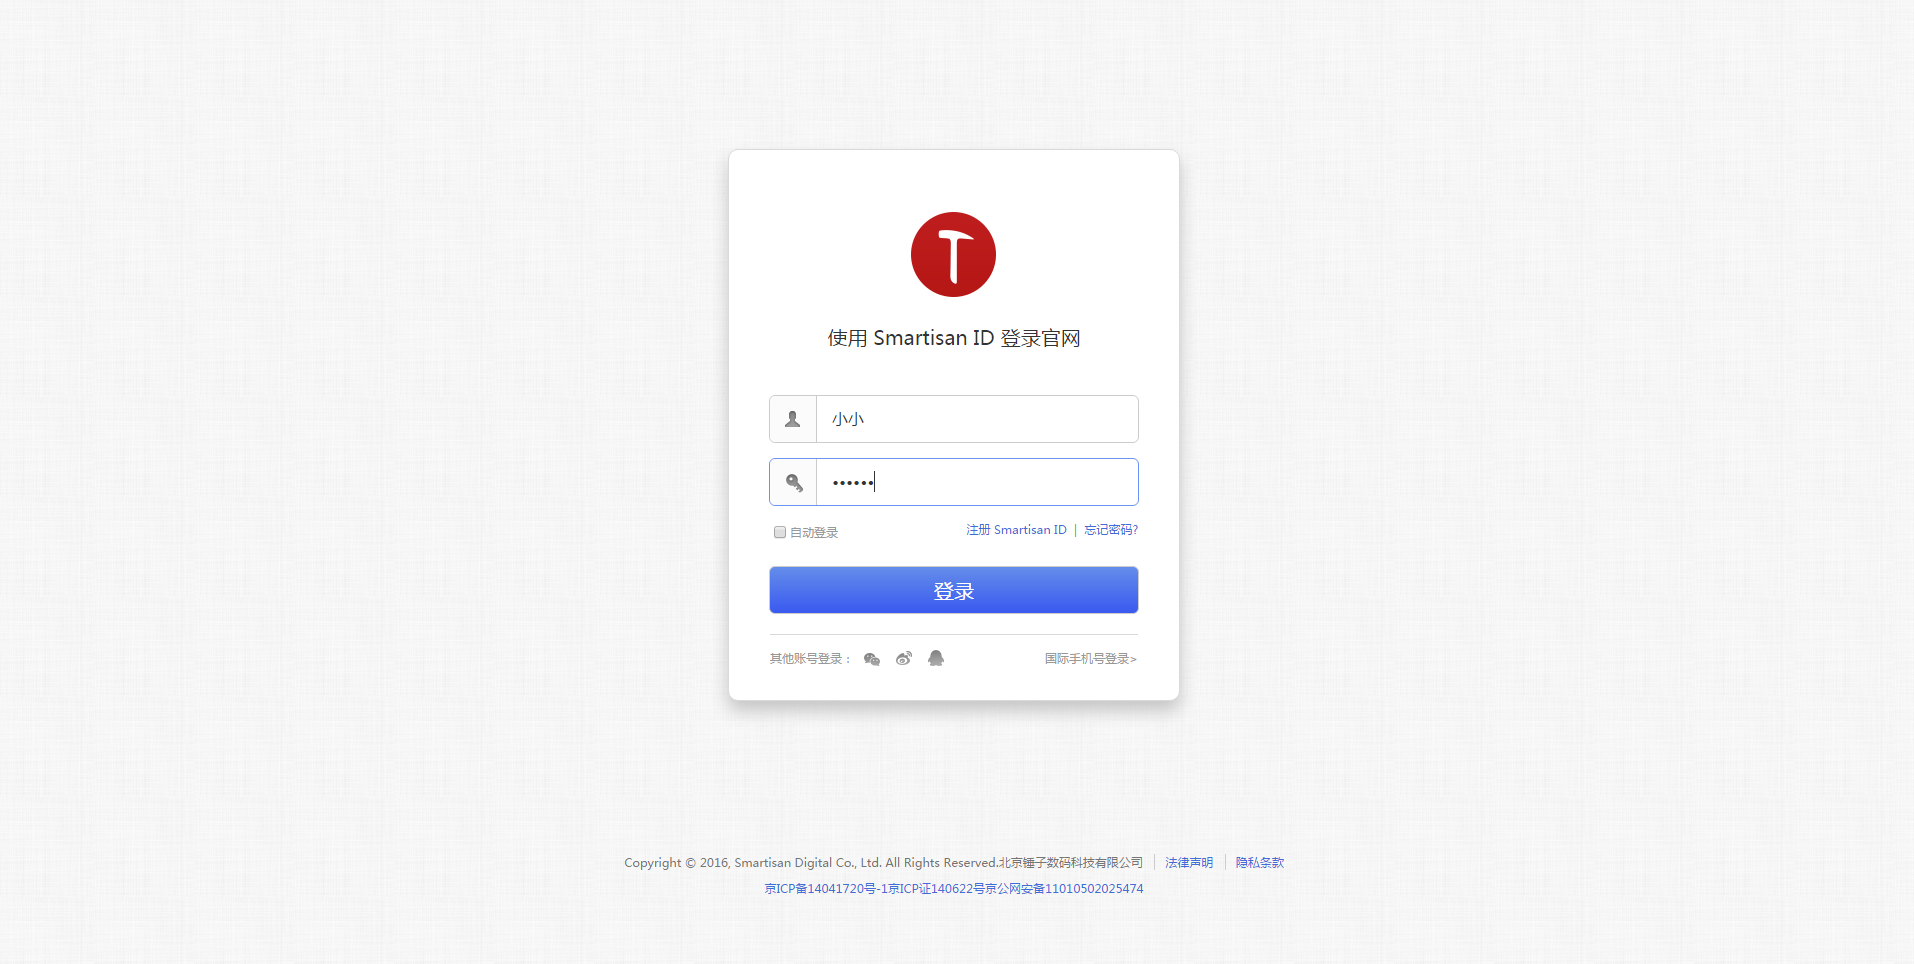 使用 Smartisan ID 登录官网
小小
••••••
自动登录
注册 Smartisan ID | 忘记密码?
登录
其他账号登录：
国际手机号登录>
Copyright © 2016, Smartisan Digital Co., Ltd. All Rights Reserved.北京锤子数码科技有限公司 | 法律声明 | 隐私条款
京ICP备14041720号-1京ICP证140622号京公网安备11010502025474